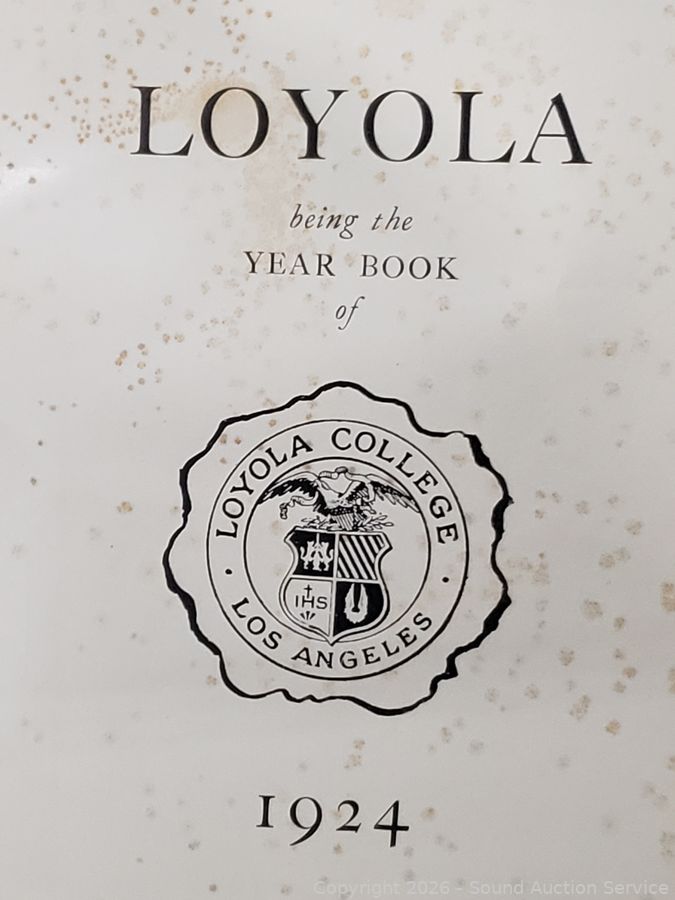 LOYOLA
being the
YEAR BOOK
of
LOYOLA COLLEGE
IHS
· LOS ANGELES ·
1924
Copyright 2026 - Sound Auction Service